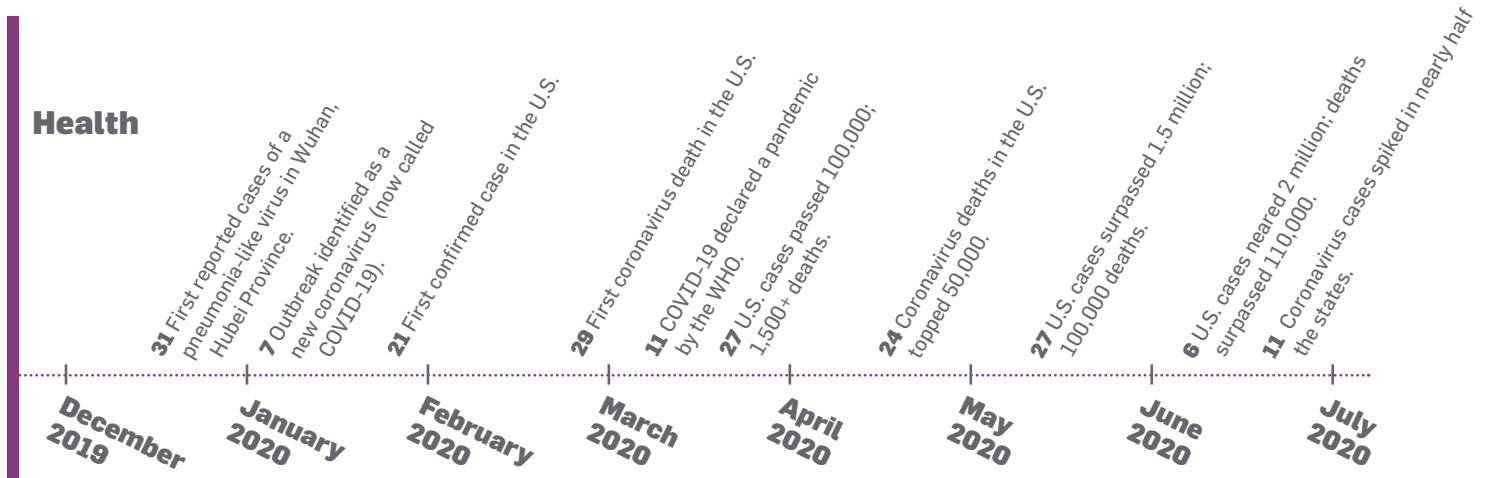 Health
31 First reported cases of a
pneumonia-like virus in Wuhan,
Hubei Province.
7 Outbreak identified as a
new coronavirus (now called
COVID-19).
21 First confirmed case in the U.S.
29 First coronavirus death in the U.S.
11 COVID-19 declared a pandemic
by the WHO.
27 U.S. cases passed 100,000;
1,500+ deaths.
24 Coronavirus deaths in the U.S.
topped 50,000.
27 U.S. cases surpassed 1.5 million;
100,000 deaths.
6 U.S. cases neared 2 million; deaths
surpassed 110,000.
11 Coronavirus cases spiked in nearly half
the states.
December
2019
January
2020
February
2020
March
2020
April
2020
May
2020
June
2020
July
2020